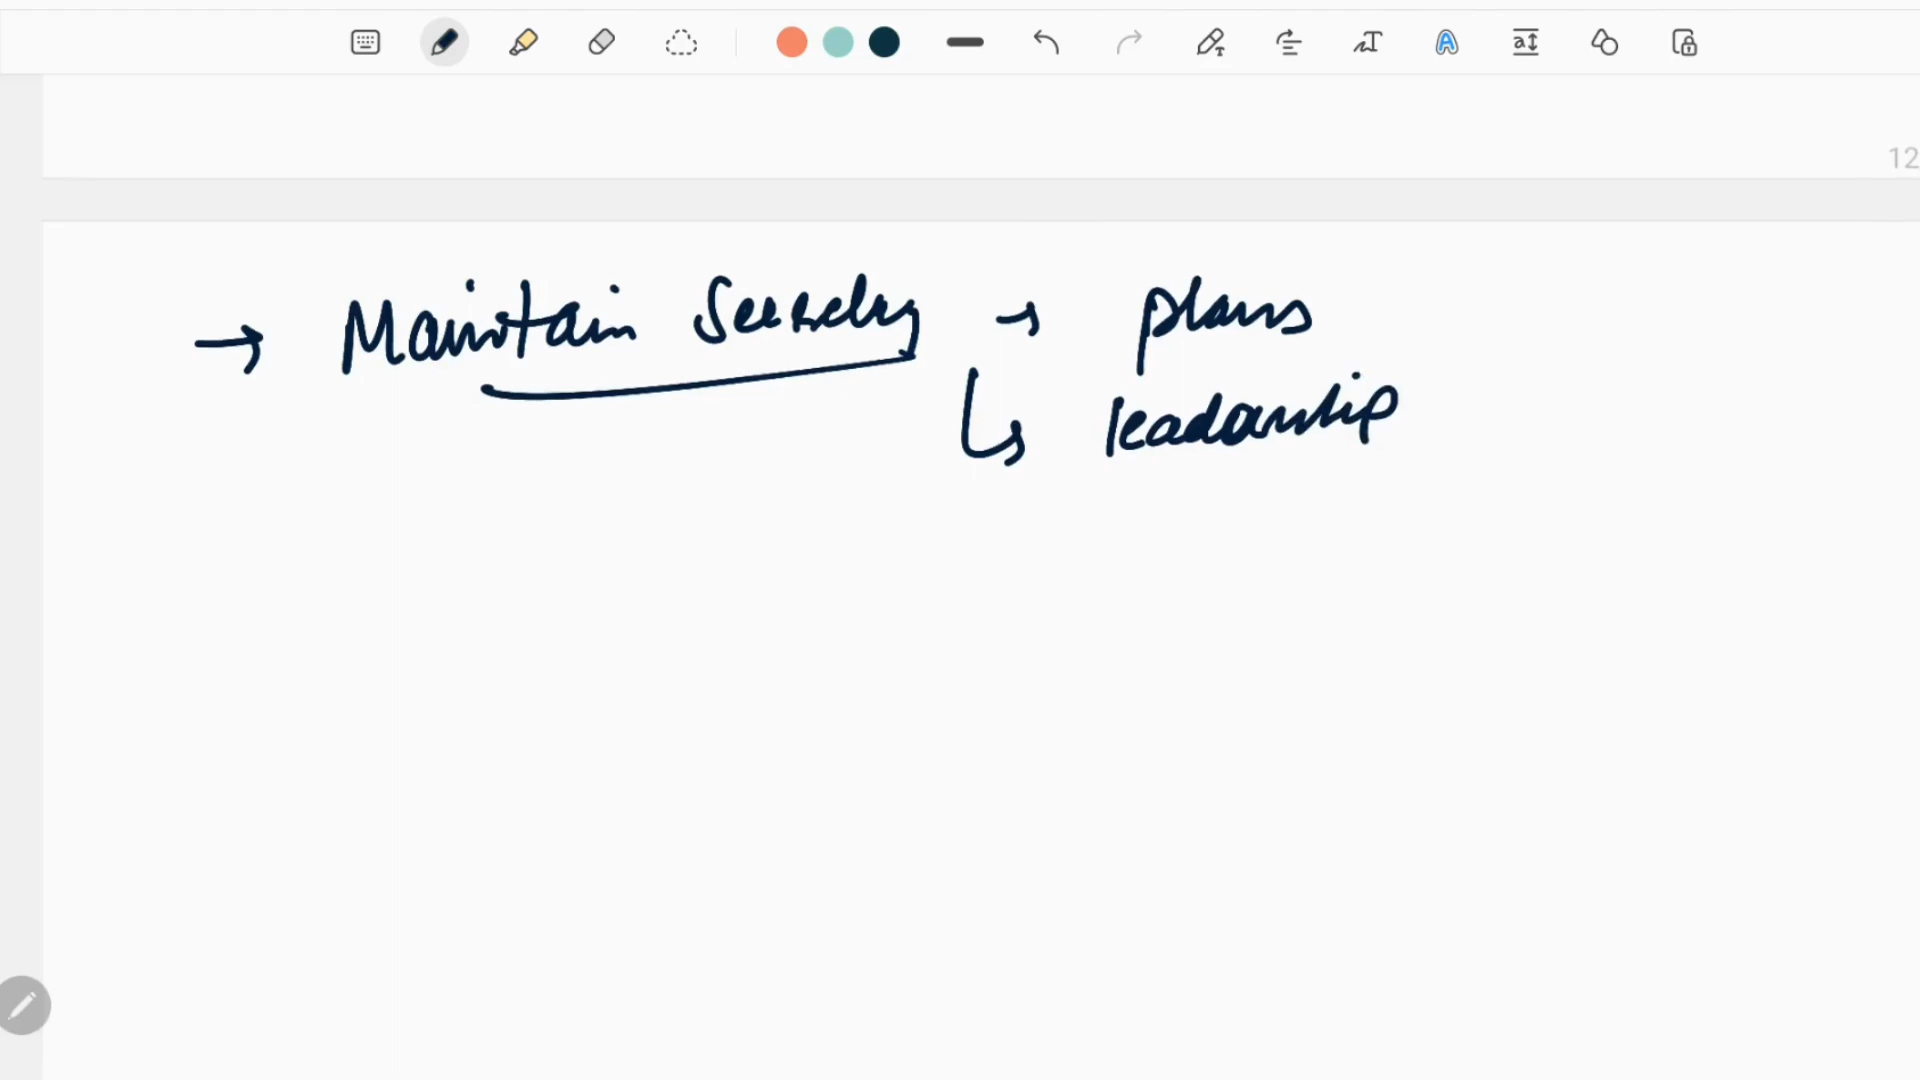 12
→ Maintain Secrecy → plans
↳ leadership